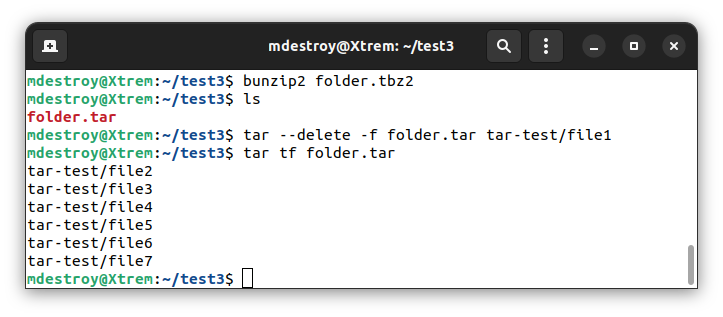 mdestroy@Xtrem: ~/test3
mdestroy@Xtrem:~/test3$ bunzip2 folder.tbz2
mdestroy@Xtrem:~/test3$ ls
folder.tar
mdestroy@Xtrem:~/test3$ tar --delete -f folder.tar tar-test/file1
mdestroy@Xtrem:~/test3$ tar tf folder.tar
tar-test/file2
tar-test/file3
tar-test/file4
tar-test/file5
tar-test/file6
tar-test/file7
mdestroy@Xtrem:~/test3$